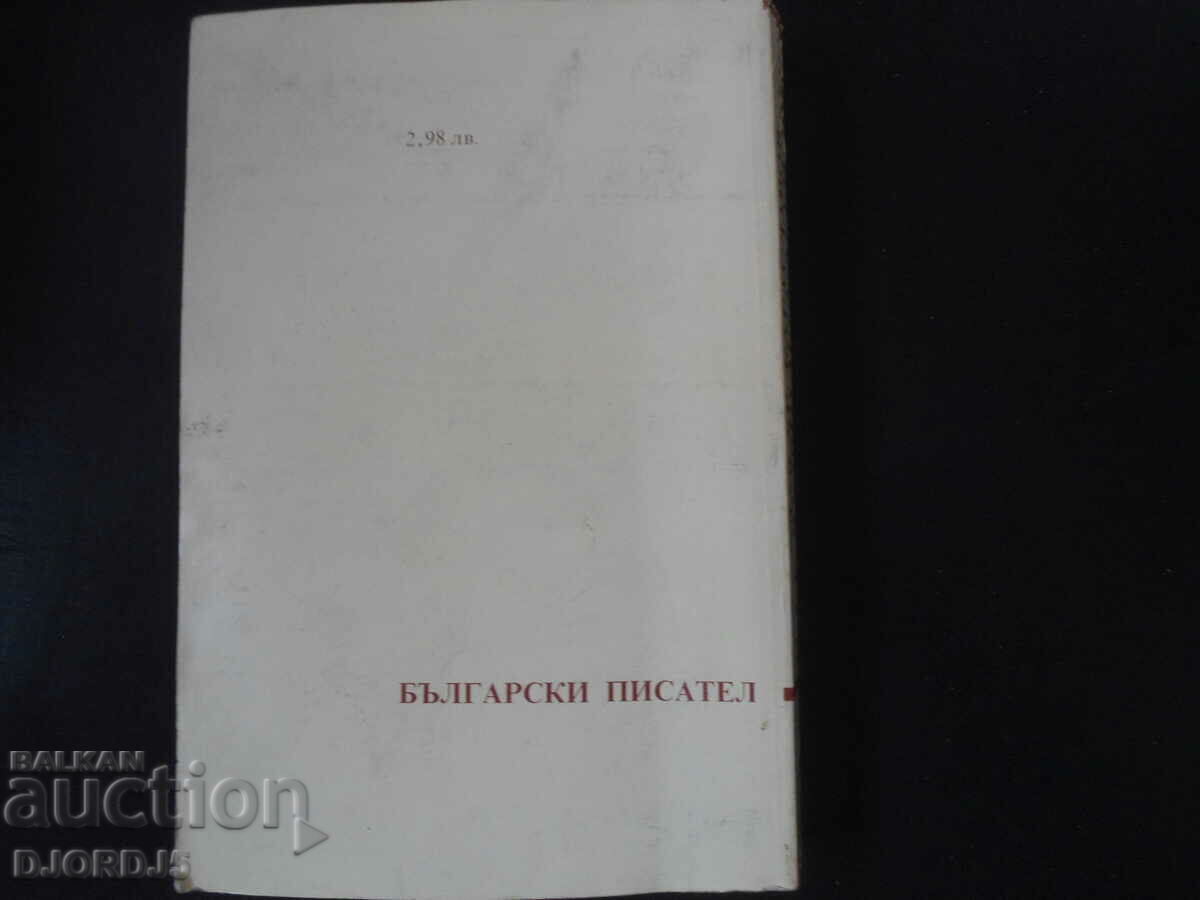 2,98 лв.
БЪЛГАРСКИ ПИСАТЕЛ
BALKAN
auction
DJORDJ5